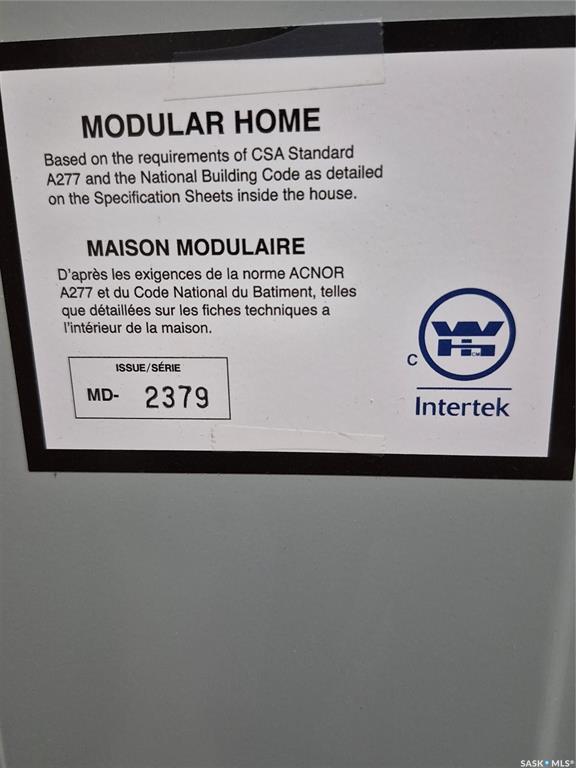 MODULAR HOME
Based on the requirements of CSA Standard
A277 and the National Building Code as detailed
on the Specification Sheets inside the house.
MAISON MODULAIRE
D'après les exigences de la norme ACNOR
A277 et du Code National du Batiment, telles
que détaillées sur les fiches techniques a
l'intérieur de la maison.
ISSUE/SÉRIE
MD- 2379
C
WH
CM
Intertek
SASK MLS®